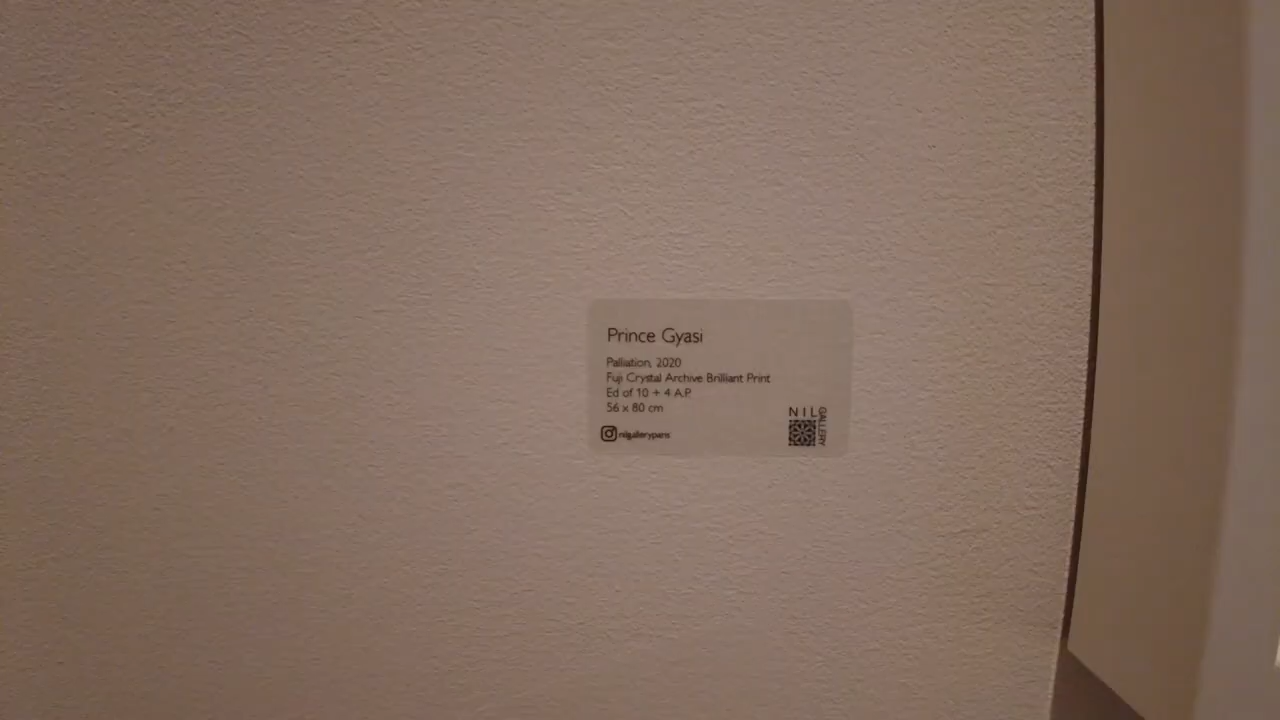 Prince Gyasi
Palliation, 2020
Fuji Crystal Archive Brilliant Print
Ed of 10 + 4 A.P.
56 x 80 cm
nilgalleryparis
NIL
GALLERY